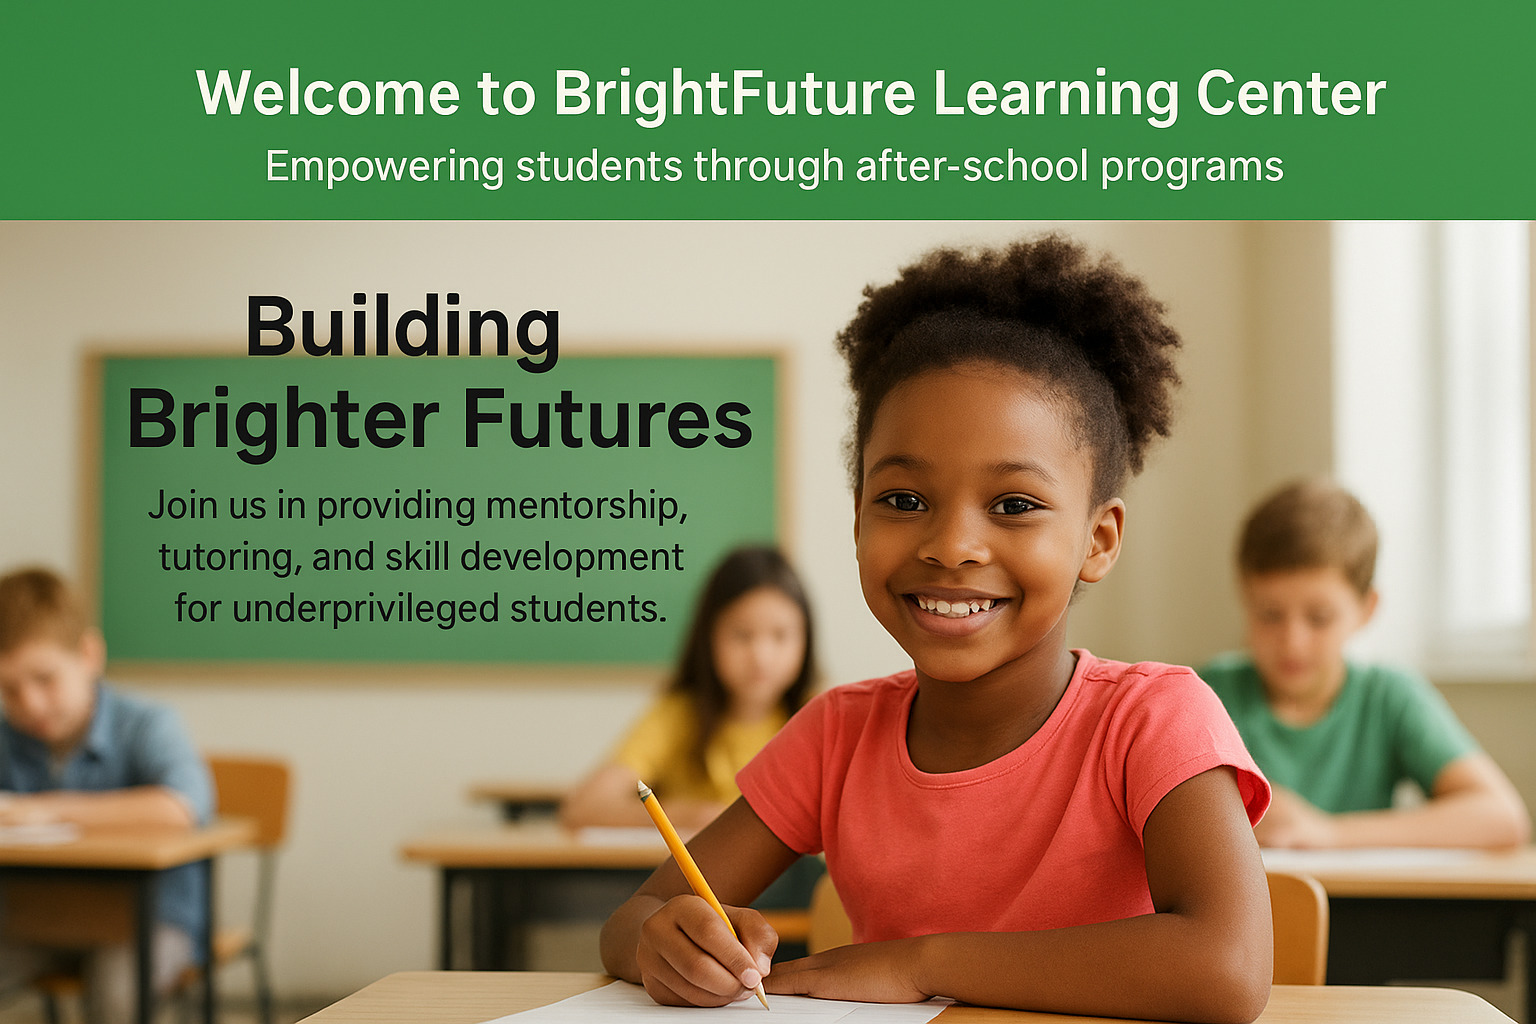 Welcome to BrightFuture Learning Center
Empowering students through after-school programs
Building
Brighter Futures
Join us in providing mentorship,
tutoring, and skill development
for underprivileged students.